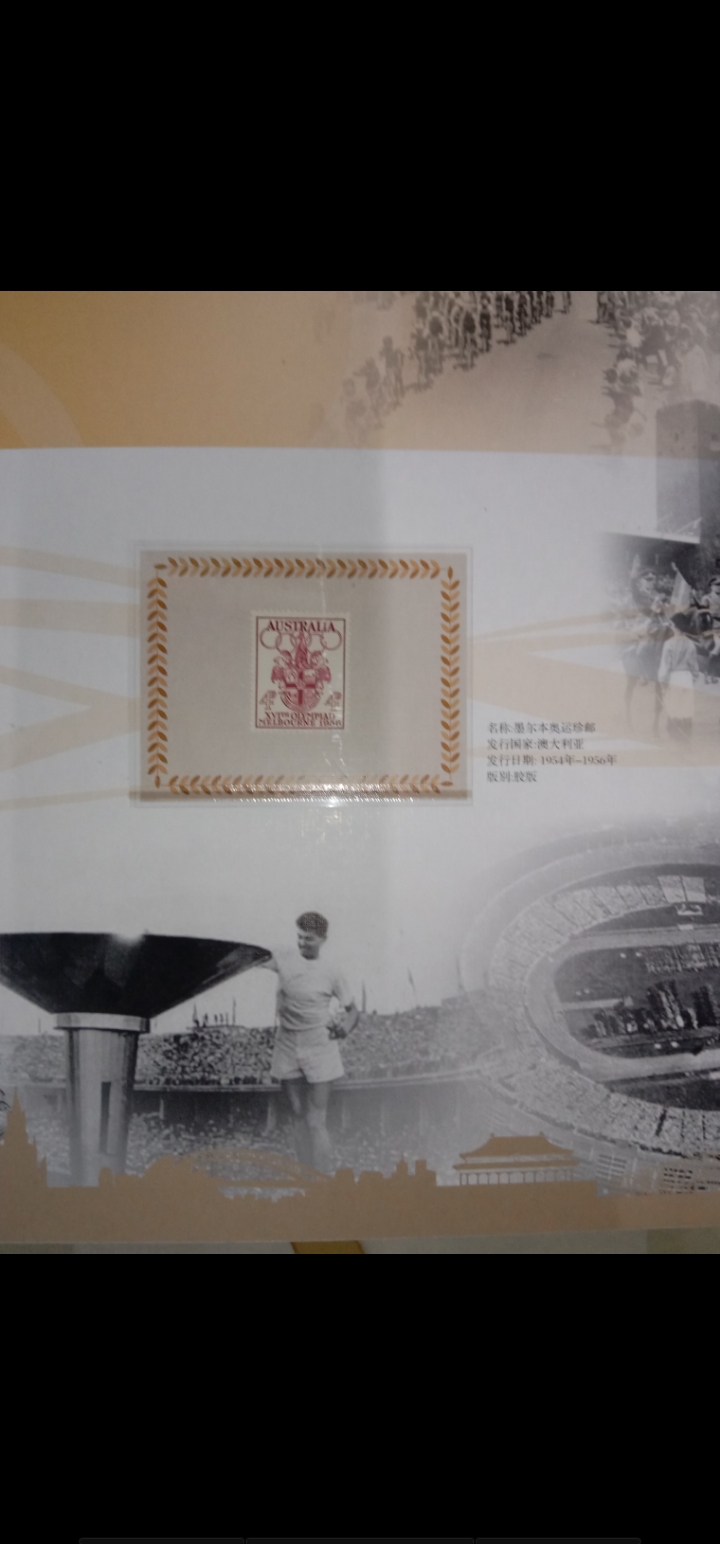 AUSTRALIA
4D 4D
XVITH OLYMPIAD
MELBOURNE 1956
名称:墨尔本奥运珍邮
发行国家:澳大利亚
发行日期: 1954年–1956年
版别:胶版